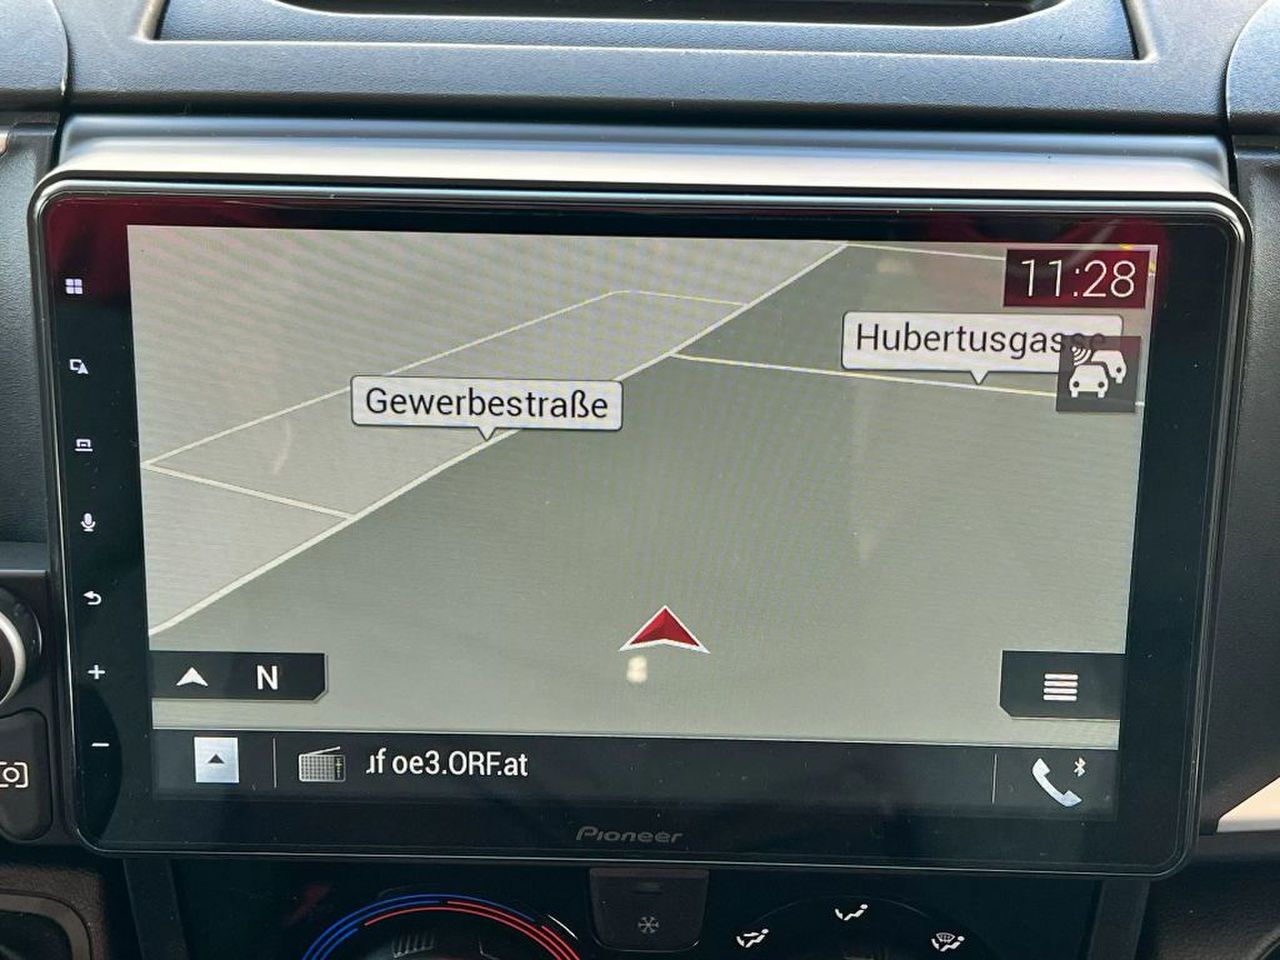 11:28
Hubertusgasse
Gewerbestraße
N
uf oe3.ORF.at
Pioneer